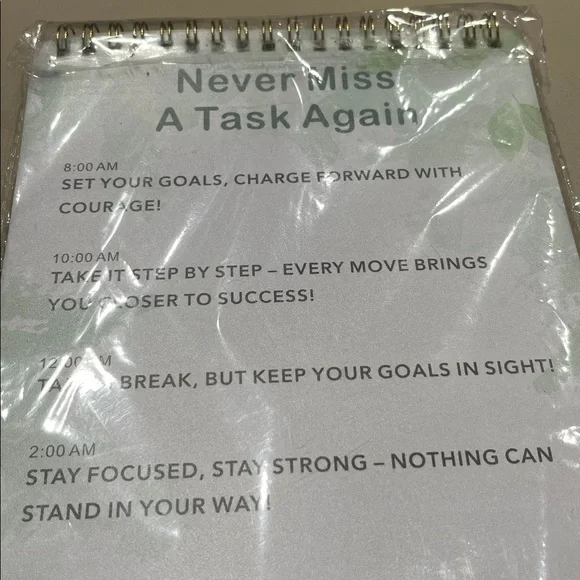 Never Miss
A Task Again
8:00 AM
SET YOUR GOALS, CHARGE FORWARD WITH
COURAGE!
10:00 AM
TAKE IT STEP BY STEP – EVERY MOVE BRINGS
YOU CLOSER TO SUCCESS!
12:00
BREAK, BUT KEEP YOUR GOALS IN SIGHT!
2:00 AM
STAY FOCUSED, STAY STRONG – NOTHING CAN
STAND IN YOUR WAY!